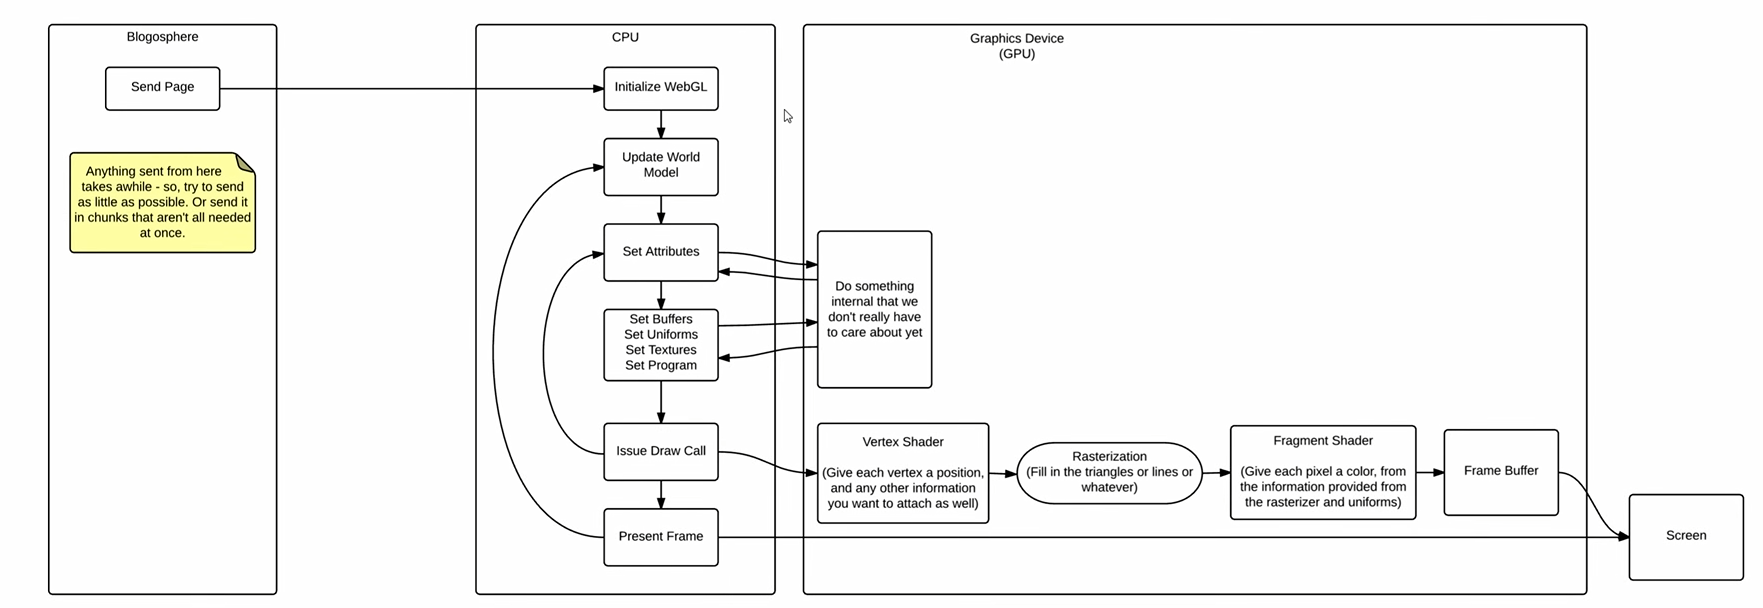 Blogosphere
Send Page
Anything sent from here
takes awhile - so, try to send
as little as possible. Or send it
in chunks that aren't all needed
at once.
CPU
Initialize WebGL
Update World
Model
Set Attributes
Set Buffers
Set Uniforms
Set Textures
Set Program
Issue Draw Call
Present Frame
Graphics Device
(GPU)
Do something
internal that we
don't really have
to care about yet
Vertex Shader
(Give each vertex a position,
and any other information
you want to attach as well)
Rasterization
(Fill in the triangles or lines or
whatever)
Fragment Shader
(Give each pixel a color, from
the information provided from
the rasterizer and uniforms)
Frame Buffer
Screen